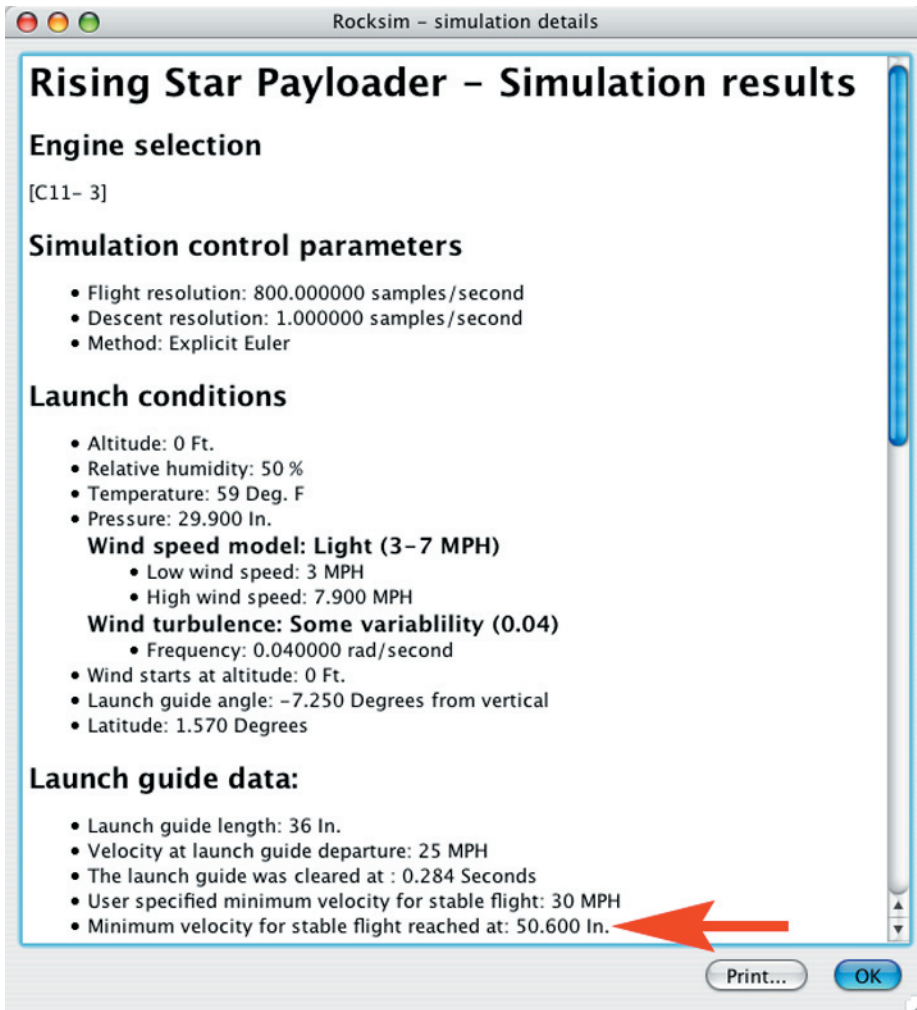 Rocksim – simulation details
Rising Star Payloader – Simulation results
Engine selection
[C11– 3]
Simulation control parameters
• Flight resolution: 800.000000 samples/second
• Descent resolution: 1.000000 samples/second
• Method: Explicit Euler
Launch conditions
• Altitude: 0 Ft.
• Relative humidity: 50 %
• Temperature: 59 Deg. F
• Pressure: 29.900 In.
Wind speed model: Light (3–7 MPH)
• Low wind speed: 3 MPH
• High wind speed: 7.900 MPH
Wind turbulence: Some variablility (0.04)
• Frequency: 0.040000 rad/second
• Wind starts at altitude: 0 Ft.
• Launch guide angle: –7.250 Degrees from vertical
• Latitude: 1.570 Degrees
Launch guide data:
• Launch guide length: 36 In.
• Velocity at launch guide departure: 25 MPH
• The launch guide was cleared at : 0.284 Seconds
• User specified minimum velocity for stable flight: 30 MPH
• Minimum velocity for stable flight reached at: 50.600 In.
Print... OK